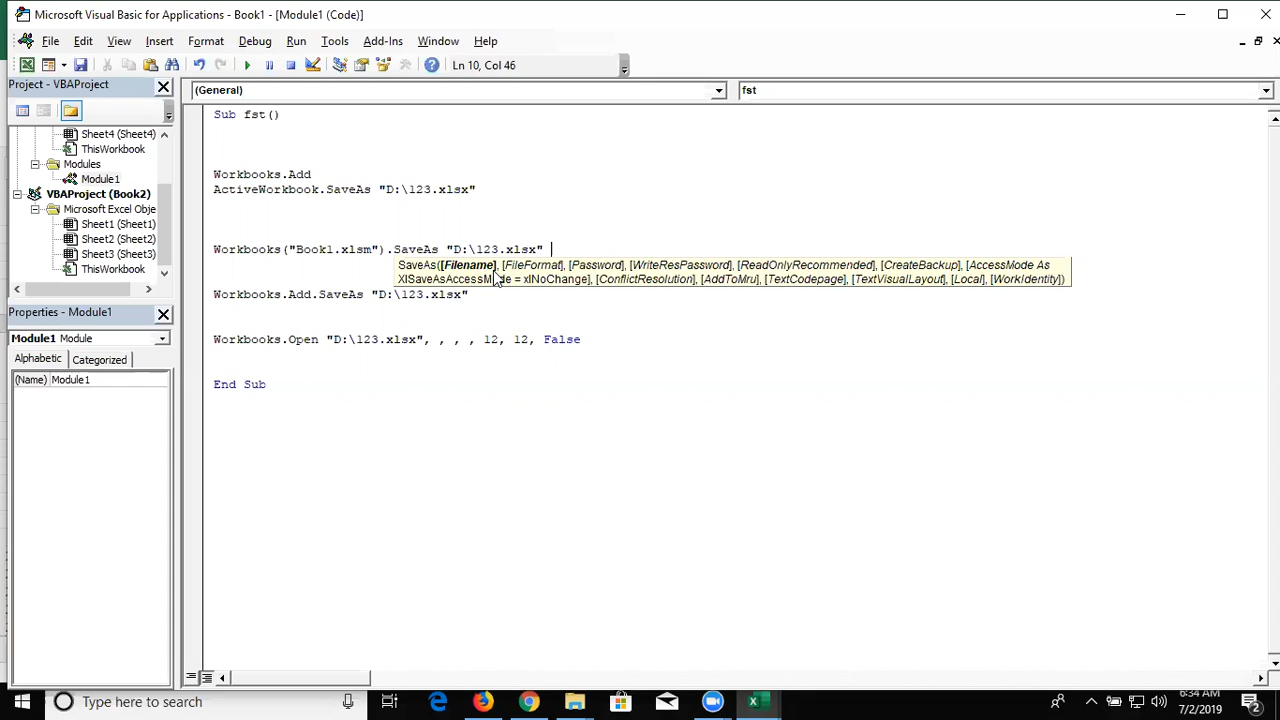 Microsoft Visual Basic for Applications - Book1 - [Module1 (Code)]
File Edit View Insert Format Debug Run Tools Add-Ins Window Help
Ln 10, Col 46
Project - VBAProject
(General)
fst
Sheet4 (Sheet4)
ThisWorkbook
Modules
Module1
VBAProject (Book2)
Microsoft Excel Obje
Sheet1 (Sheet1)
Sheet2 (Sheet2)
Sheet3 (Sheet3)
ThisWorkbook
Properties - Module1
Module1 Module
Alphabetic Categorized
(Name) Module1
Sub fst()
Workbooks.Add
ActiveWorkbook.SaveAs "D:\123.xlsx"
Workbooks("Book1.xlsm").SaveAs "D:\123.xlsx"
SaveAs([Filename], [FileFormat], [Password], [WriteResPassword], [ReadOnlyRecommended], [CreateBackup], [AccessMode As
XlSaveAsAccessMode = xlNoChange], [ConflictResolution], [AddToMru], [TextCodepage], [TextVisualLayout], [Local], [WorkIdentity])
Workbooks.Add.SaveAs "D:\123.xlsx"
Workbooks.Open "D:\123.xlsx", , , , 12, 12, False
End Sub
Type here to search
6:34 AM
7/2/2019
2